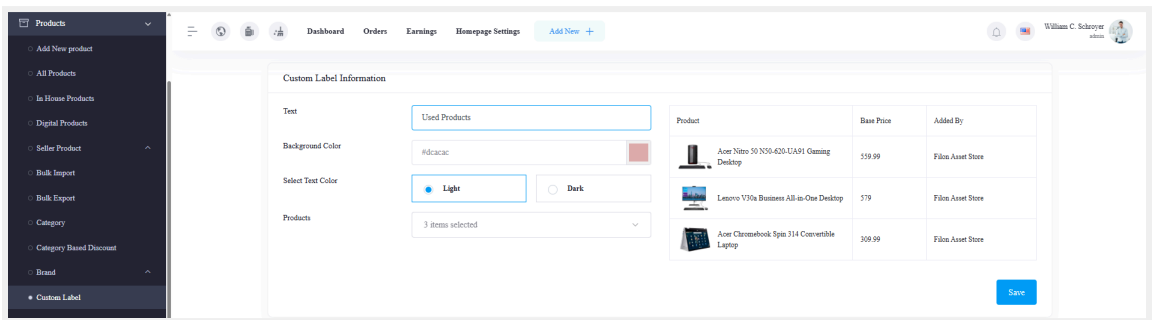 Products
Add New product
All Products
In House Products
Digital Products
Seller Product
Bulk Import
Bulk Export
Category
Category Based Discount
Brand
Custom Label
Dashboard Orders Earnings Homepage Settings Add New +
William C. Schroyer
admin
Custom Label Information
Text
Used Products
Background Color
#dcacac
Select Text Color
Light
Dark
Products
3 items selected
Product Base Price Added By
Acer Nitro 50 N50-620-UA91 Gaming
Desktop
559.99 Filon Asset Store
Lenovo V30a Business All-in-One Desktop 579 Filon Asset Store
Acer Chromebook Spin 314 Convertible
Laptop
309.99 Filon Asset Store
Save